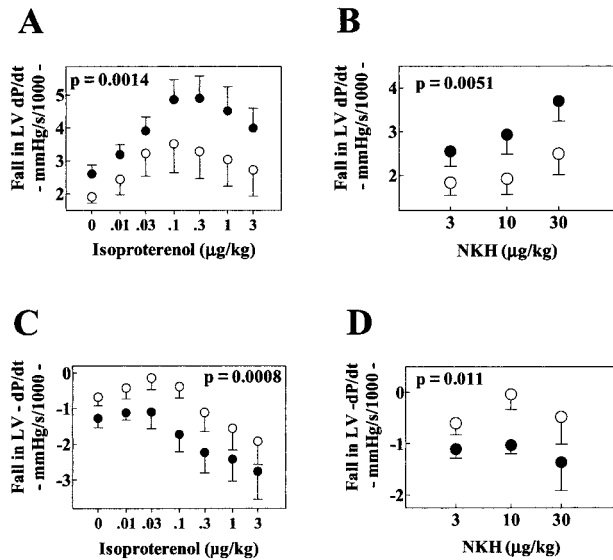 A
Fall in LV dP/dt
- mmHg/s/1000 -
p = 0.0014
5
4
3
2
0 .01 .03 .1 .3 1 3
Isoproterenol (μg/kg)
B
Fall in LV dP/dt
- mmHg/s/1000 -
p = 0.0051
4
3
2
3 10 30
NKH (μg/kg)
C
Fall in LV - dP/dt
- mmHg/s/1000 -
p = 0.0008
0
-1
-2
-3
0 .01 .03 .1 .3 1 3
Isoproterenol (μg/kg)
D
Fall in LV -dP/dt
- mmHg/s/1000 -
p = 0.011
0
-1
-2
3 10 30
NKH (μg/kg)